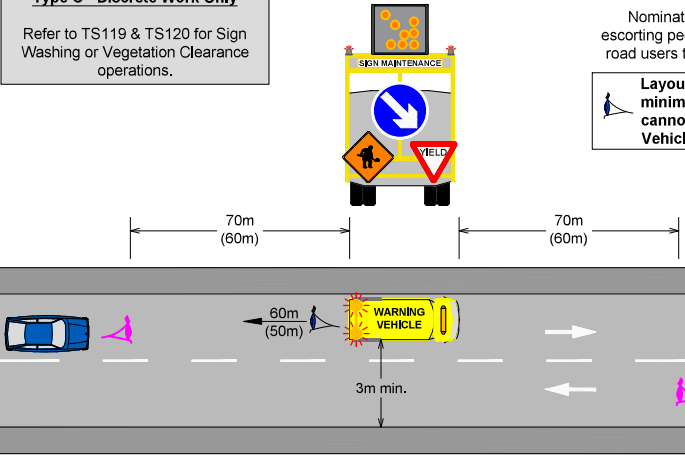 Type C - Discrete Work Only
Refer to TS119 & TS120 for Sign
Washing or Vegetation Clearance
operations.
SIGN MAINTENANCE
YIELD
Nominat
escorting pe
road users t
Layou
minim
canno
Vehicl
70m
(60m)
70m
(60m)
60m
(50m)
WARNING
VEHICLE
3m min.